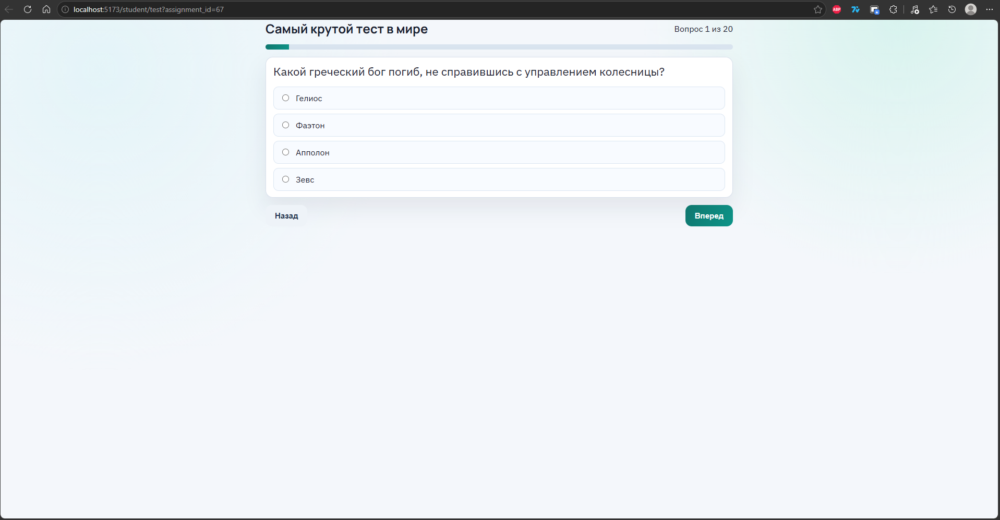 localhost:5173/student/test?assignment_id=67
ABP
Самый крутой тест в мире
Вопрос 1 из 20
Какой греческий бог погиб, не справившись с управлением колесницы?
Гелиос
Фаэтон
Апполон
Зевс
Назад
Вперед